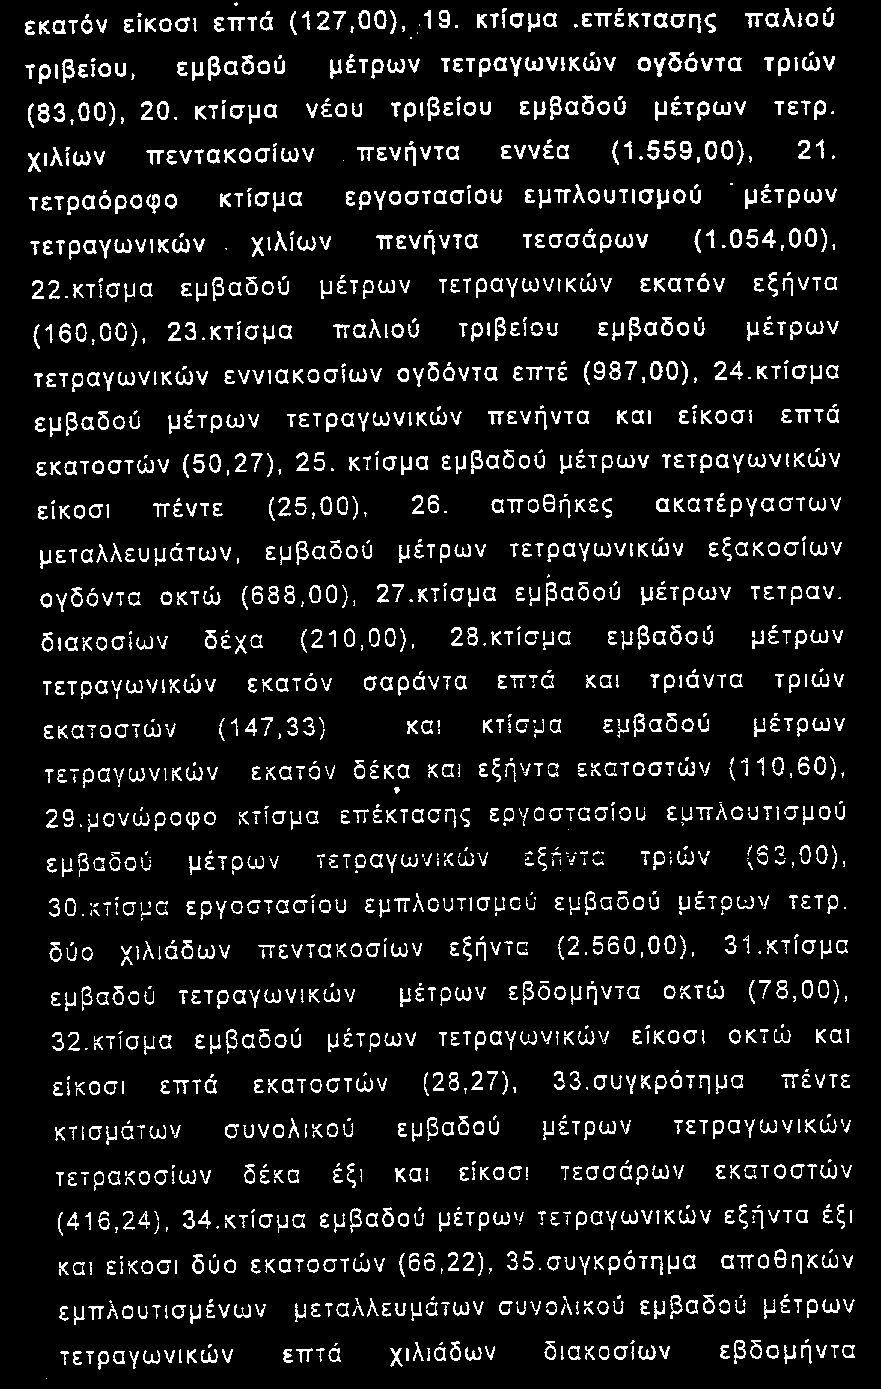 εκατόν είκοσι επτά (127,00), 19. κτίσμα .επέκτασης παλιού
τριβείου, εμβαδού μέτρων τετραγωνικών ογδόντα τριών
(83,00), 20. κτίσμα νέου τριβείου εμβαδού μέτρων τετρ.
χιλίων πεντακοσίων πενήντα εννέα (1.559,00), 21.
τετραόροφο κτίσμα εργοστασίου εμπλουτισμού μέτρων
τετραγωνικών . χιλίων πενήντα τεσσάρων (1.054,00),
22.κτίσμα εμβαδού μέτρων τετραγωνικών εκατόν εξήντα
(160,00), 23.κτίσμα παλιού τριβείου εμβαδού μέτρων
τετραγωνικών εννιακοσίων ογδόντα επτέ (987,00), 24.κτίσμα
εμβαδού μέτρων τετραγωνικών πενήντα και είκοσι επτά
εκατοστών (50,27), 25. κτίσμα εμβαδού μέτρων τετραγωνικών
είκοσι πέντε (25,00), 26. αποθήκες ακατέργαστων
μεταλλευμάτων, εμβαδού μέτρων τετραγωνικών εξακοσίων
ογδόντα οκτώ (688,00), 27.κτίσμα εμβαδού μέτρων τετραν.
διακοσίων δέχα (210,00), 28.κτίσμα εμβαδού μέτρων
τετραγωνικών εκατόν σαράντα επτά και τριάντα τριών
εκατοστών (147,33) και κτίσμα εμβαδού μέτρων
τετραγωνικών εκατόν δέκα και εξήντα εκατοστών (110,60),
29.μονώροφο κτίσμα επέκτασης εργοστασίου εμπλουτισμού
εμβαδού μέτρων τετραγωνικών εξήντα τριών (63,00),
30.κτίσμα εργοστασίου εμπλουτισμού εμβαδού μέτρων τετρ.
δύο χιλιάδων πεντακοσίων εξήντα (2.560,00), 31.κτίσμα
εμβαδού τετραγωνικών μέτρων εβδομήντα οκτώ (78,00),
32.κτίσμα εμβαδού μέτρων τετραγωνικών είκοσι οκτώ και
είκοσι επτά εκατοστών (28,27), 33.συγκρότημα πέντε
κτισμάτων συνολικού εμβαδού μέτρων τετραγωνικών
τετρακοσίων δέκα έξι και είκοσι τεσσάρων εκατοστών
(416,24), 34.κτίσμα εμβαδού μέτρων τετραγωνικών εξήντα έξι
και είκοσι δύο εκατοστών (66,22), 35.συγκρότημα αποθηκών
εμπλουτισμένων μεταλλευμάτων συνολικού εμβαδού μέτρων
τετραγωνικών επτά χιλιάδων διακοσίων εβδομήντα